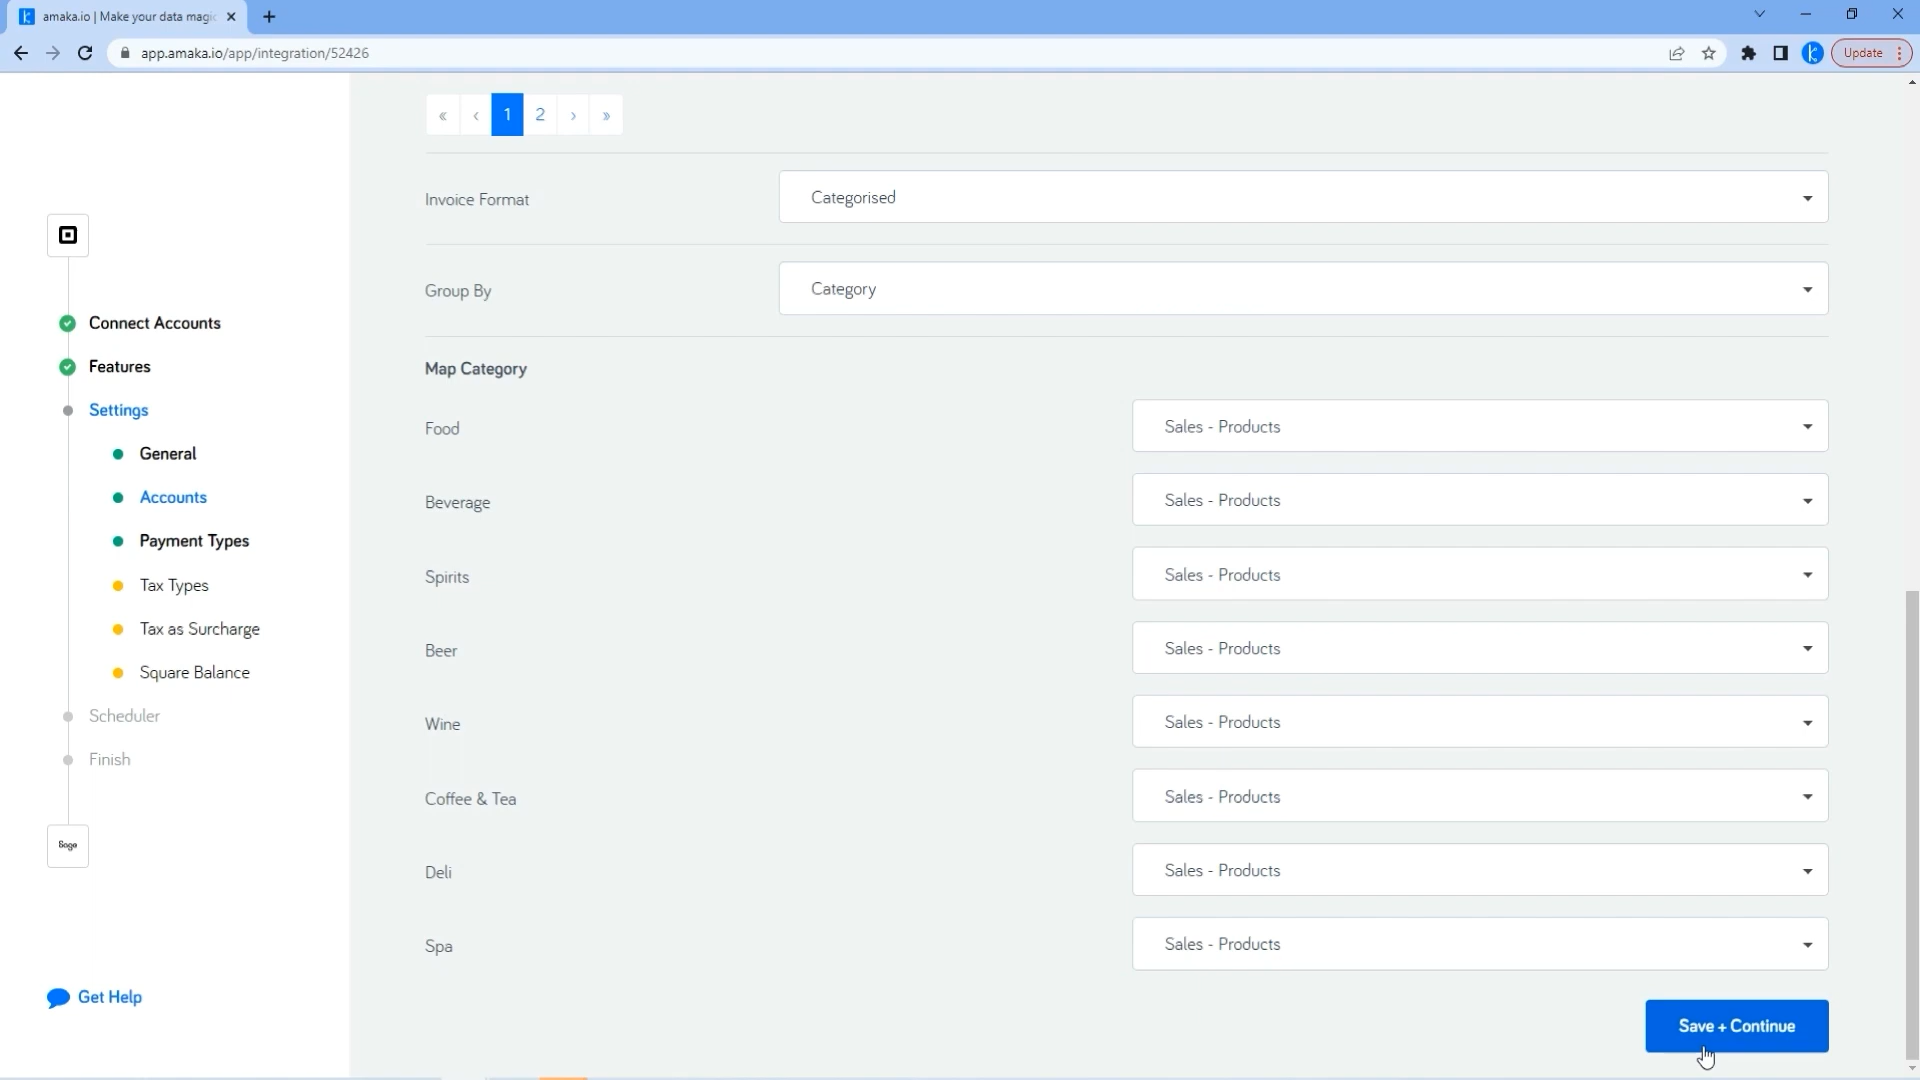 amaka.io | Make your data magic
app.amaka.io/app/integration/52426
Update
« ‹ 1 2 › »
Invoice Format
Categorised
Group By
Category
Map Category
Food
Sales - Products
Beverage
Sales - Products
Spirits
Sales - Products
Beer
Sales - Products
Wine
Sales - Products
Coffee & Tea
Sales - Products
Deli
Sales - Products
Spa
Sales - Products
Save + Continue
Connect Accounts
Features
Settings
General
Accounts
Payment Types
Tax Types
Tax as Surcharge
Square Balance
Scheduler
Finish
Sage
Get Help